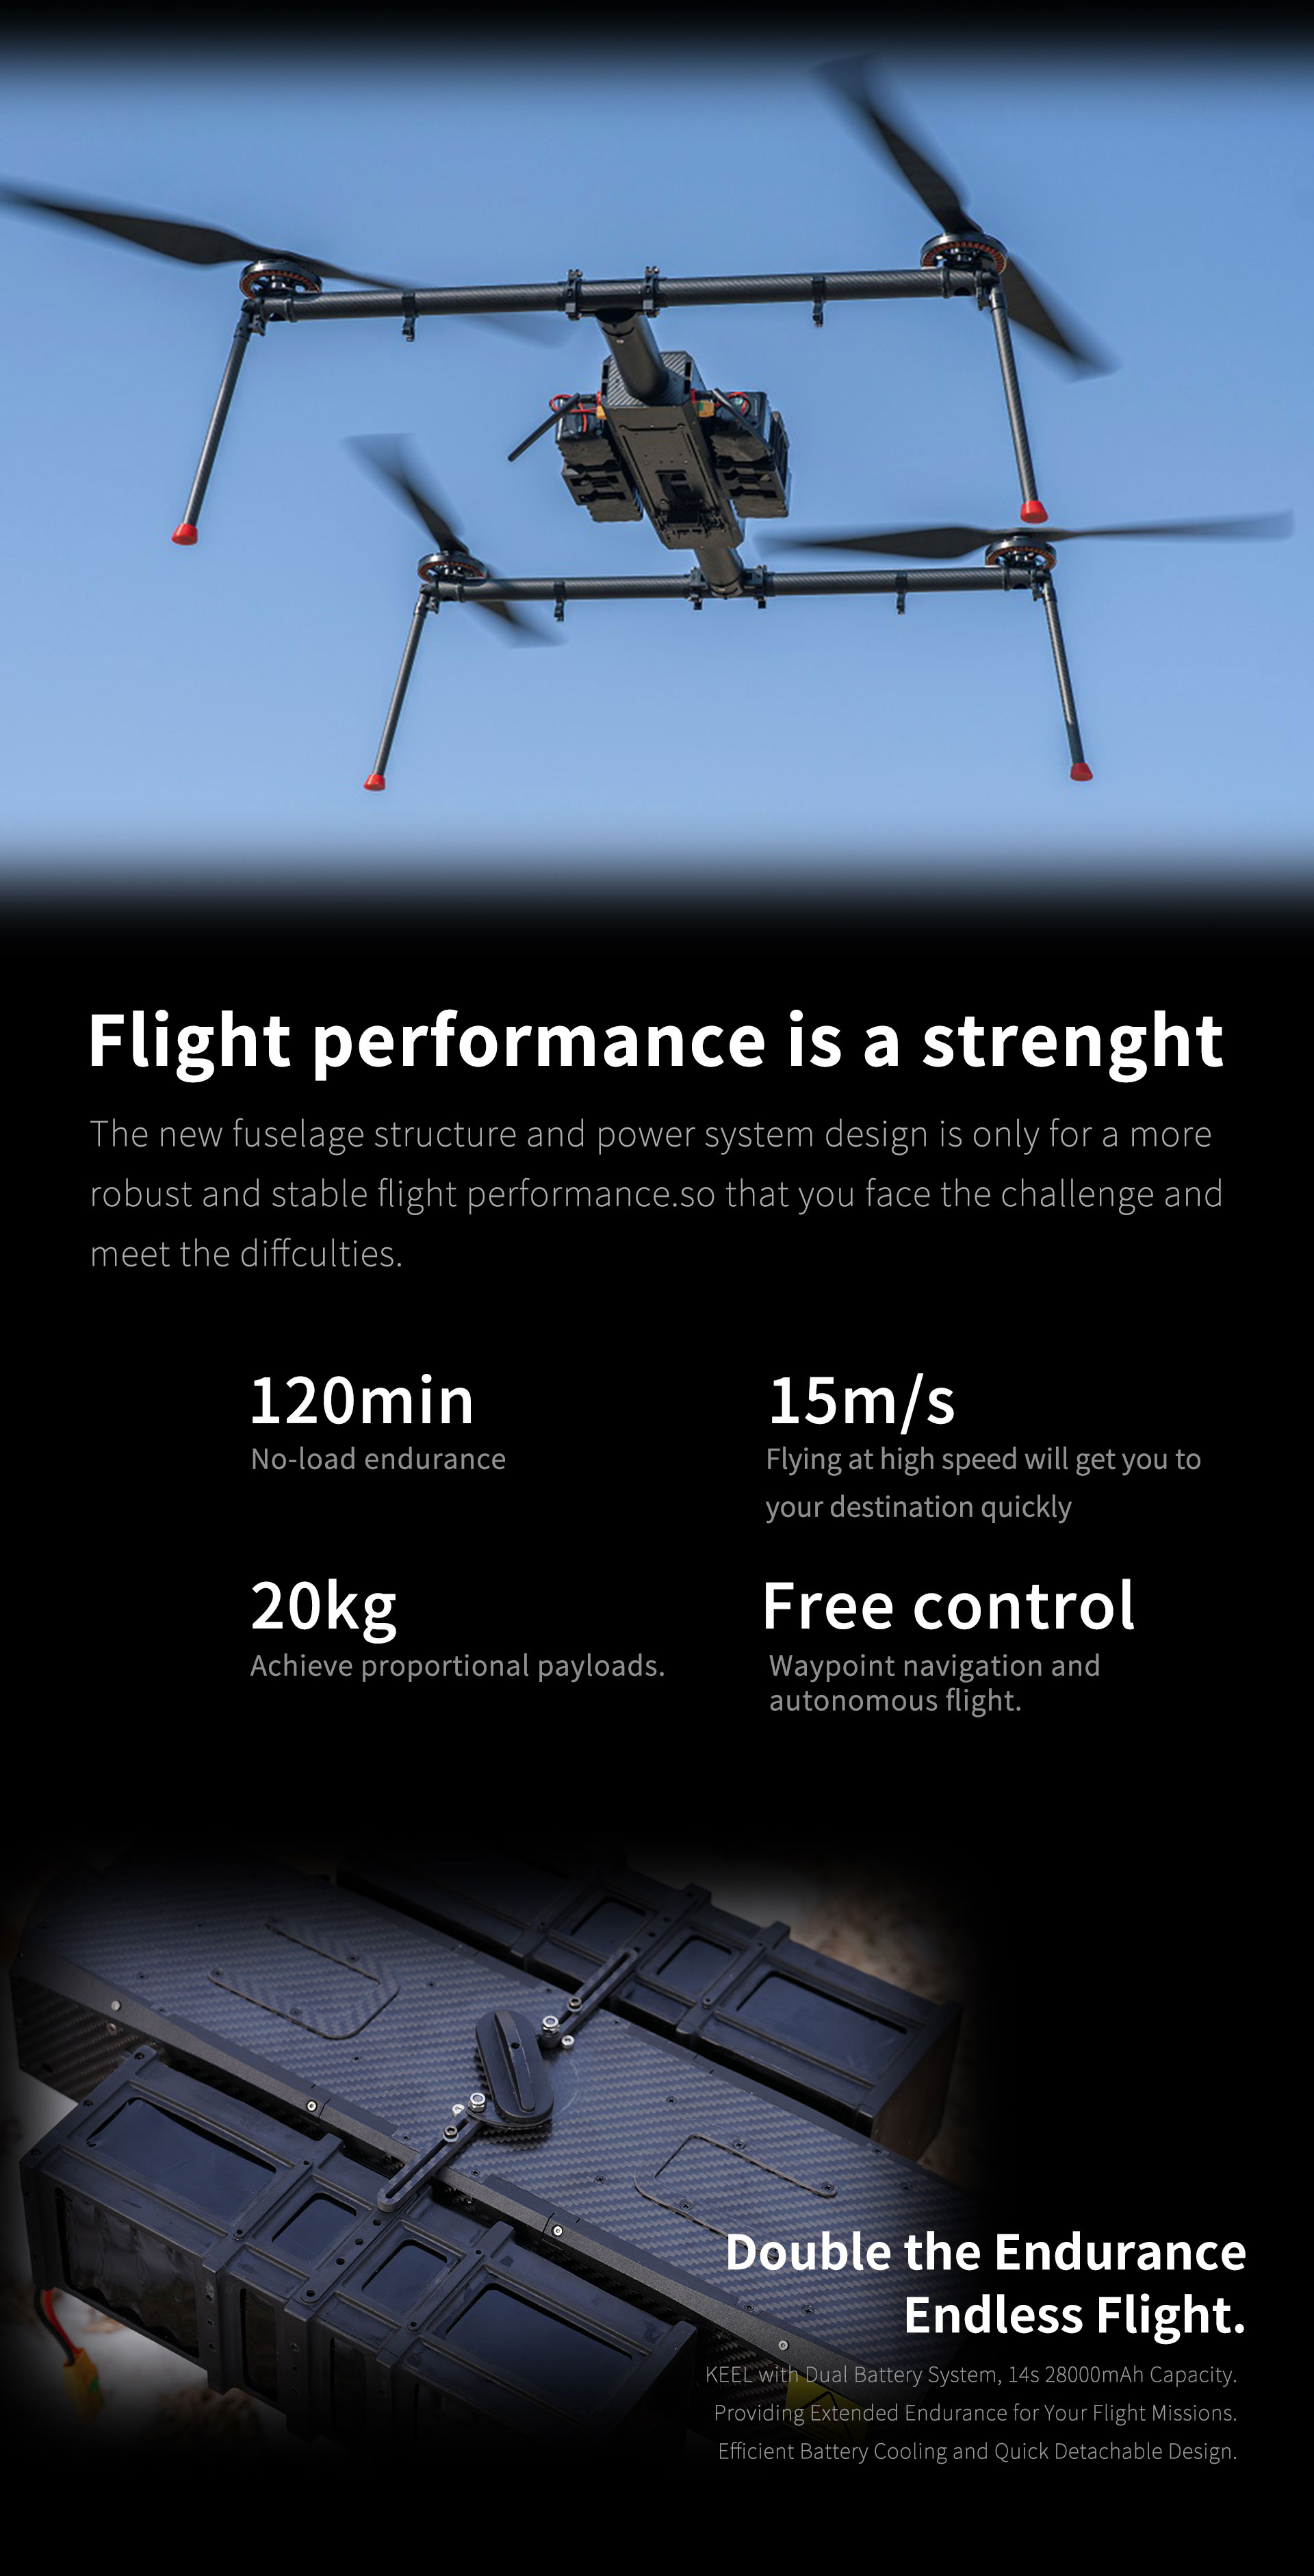 Flight performance is a strenght
The new fuselage structure and power system design is only for a more
robust and stable flight performance.so that you face the challenge and
meet the diffculties.
120min
No-load endurance
15m/s
Flying at high speed will get you to
your destination quickly
20kg
Achieve proportional payloads.
Free control
Waypoint navigation and
autonomous flight.
Double the Endurance
Endless Flight.
KEEL with Dual Battery System, 14s 28000mAh Capacity.
Providing Extended Endurance for Your Flight Missions.
Efficient Battery Cooling and Quick Detachable Design.